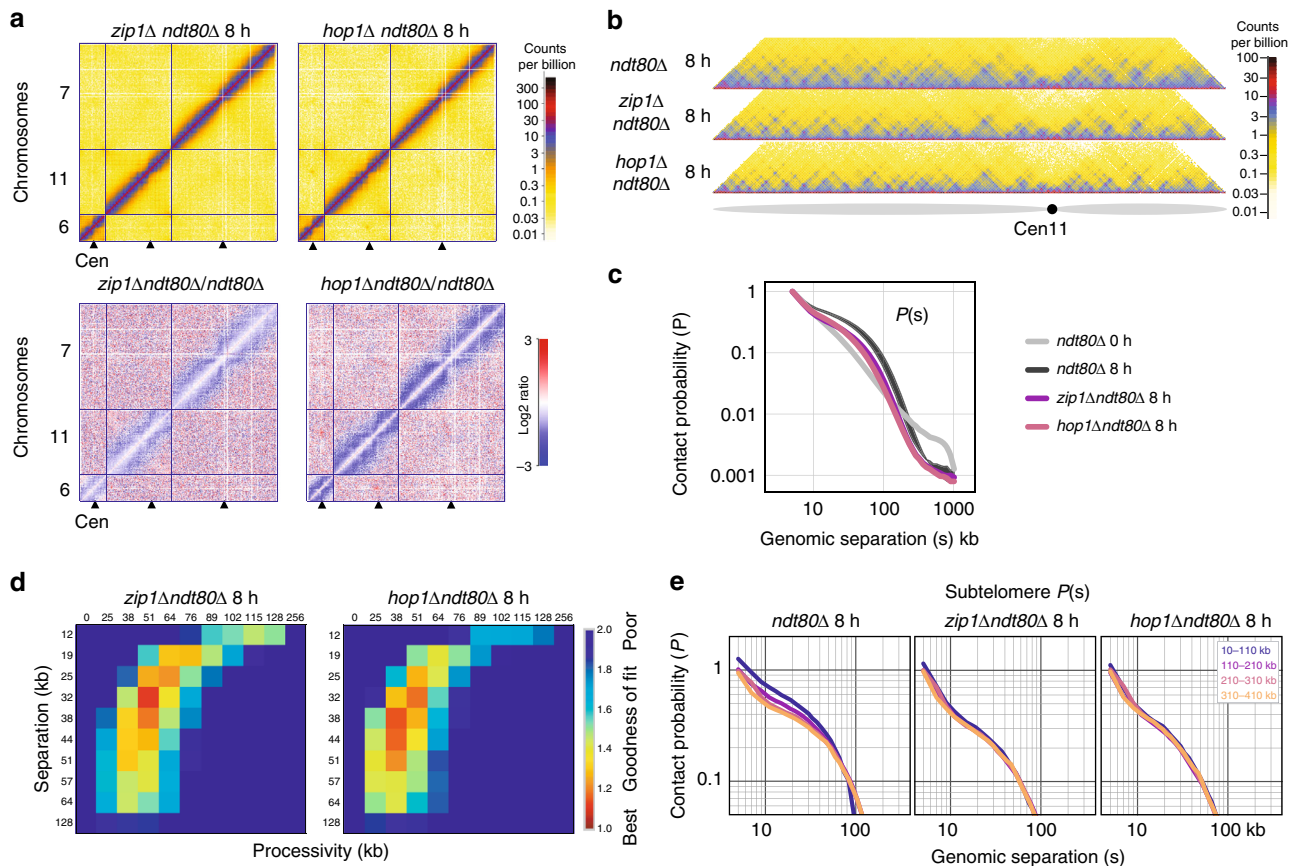 a
zip1Δ ndt80Δ 8 h
hop1Δ ndt80Δ 8 h
Counts
per billion
300
100
30
10
3
1
0.3
0.1
0.03
0.01
Chromosomes
7
11
6
Cen
zip1Δndt80Δ/ndt80Δ
hop1Δndt80Δ/ndt80Δ
Chromosomes
7
11
6
Cen
3
Log2 ratio
−3
b
ndt80Δ 8 h
zip1Δ
ndt80Δ
8 h
hop1Δ
ndt80Δ
8 h
Cen11
Counts
per billion
100
30
10
3
1
0.3
0.1
0.03
0.01
c
Contact probability (P)
1
0.1
0.01
0.001
P(s)
10 100 1000
Genomic separation (s) kb
ndt80Δ 0 h
ndt80Δ 8 h
zip1Δndt80Δ 8 h
hop1Δndt80Δ 8 h
d
zip1Δndt80Δ 8 h
hop1Δndt80Δ 8 h
0 25 38 51 64 76 89 102 115 128 256
0 25 38 51 64 76 89 102 115 128 256
Separation (kb)
12
19
25
32
38
44
51
57
64
128
12
19
25
32
38
44
51
57
64
128
Processivity (kb)
Best Goodness of fit Poor
2.0
1.8
1.6
1.4
1.2
1.0
e
Subtelomere P(s)
ndt80Δ 8 h
zip1Δndt80Δ 8 h
hop1Δndt80Δ 8 h
Contact probability (P)
1
0.1
10–110 kb
110–210 kb
210–310 kb
310–410 kb
10 100
10 100
10 100 kb
Genomic separation (s)